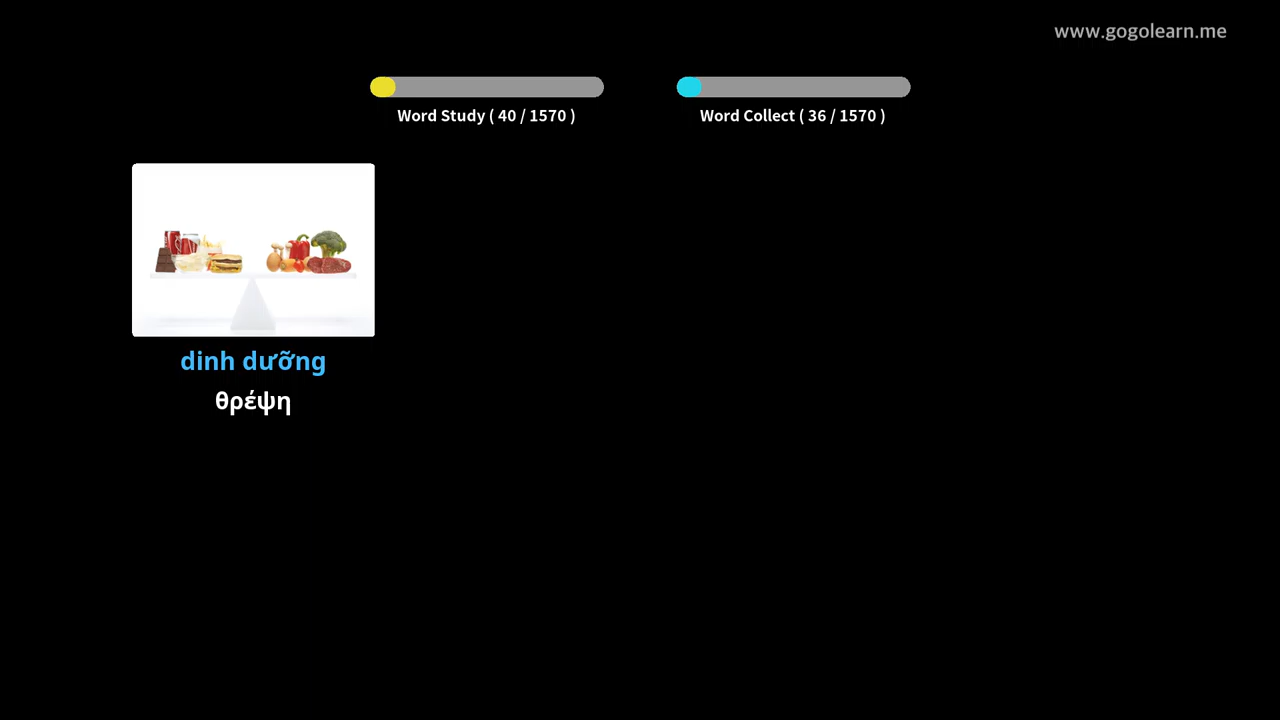 www.gogolearn.me
Word Study ( 40 / 1570 )
Word Collect ( 36 / 1570 )
dinh dưỡng
θρέψη